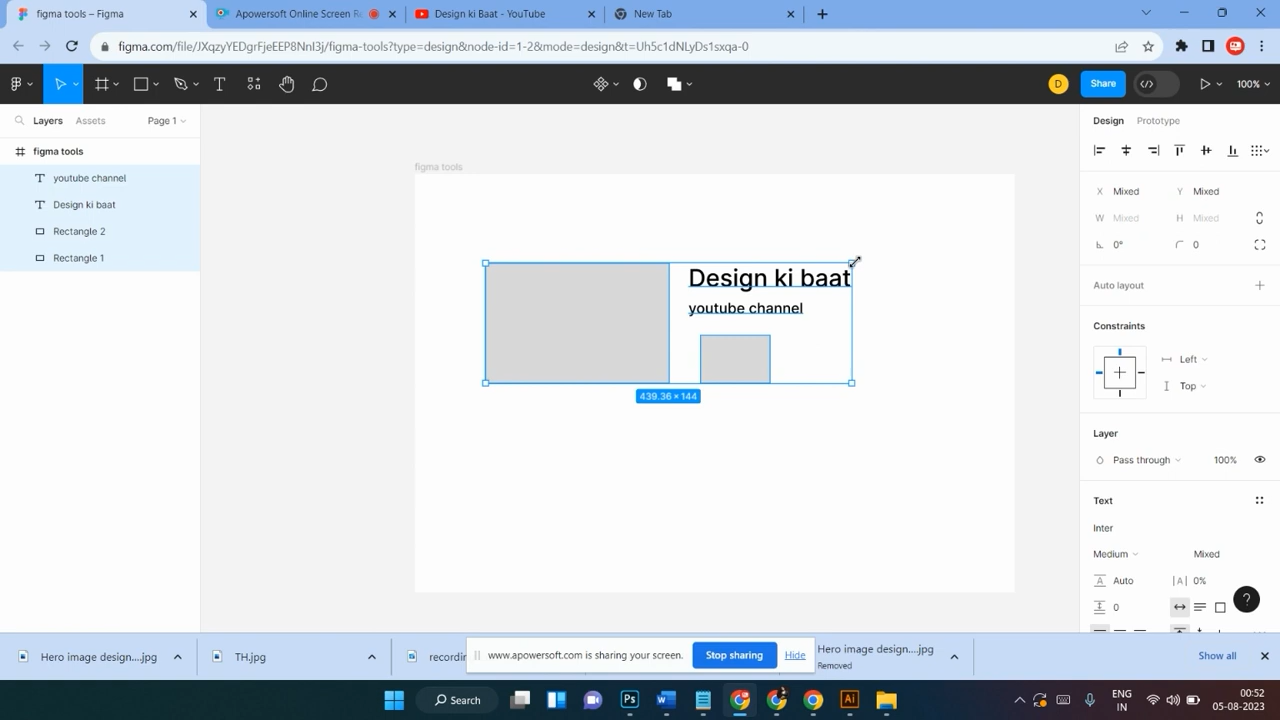 figma tools – Figma
Apowersoft Online Screen R
Design ki Baat - YouTube
New Tab
figma.com/file/JXqzyYEDgrFjeEEP8NnI3j/figma-tools?type=design&node-id=1-2&mode=design&t=Uh5c1dNLyDs1sxqa-0
D
Share
100%
Layers
Assets
Page 1
Design
Prototype
figma tools
youtube channel
Design ki baat
Rectangle 2
Rectangle 1
figma tools
Design ki baat
youtube channel
439.36 × 144
X Mixed
Y Mixed
W Mixed
H Mixed
0°
0
Auto layout
Constraints
Left
Top
Layer
Pass through
100%
Text
Inter
Medium
Mixed
Auto
|A| 0%
0
?
Hero image design....jpg
TH.jpg
recordin
www.apowersoft.com is sharing your screen.
Stop sharing
Hide
Hero image design....jpg
Removed
Show all
Search
Ps
W
Ai
ENG
IN
00:52
05-08-2023